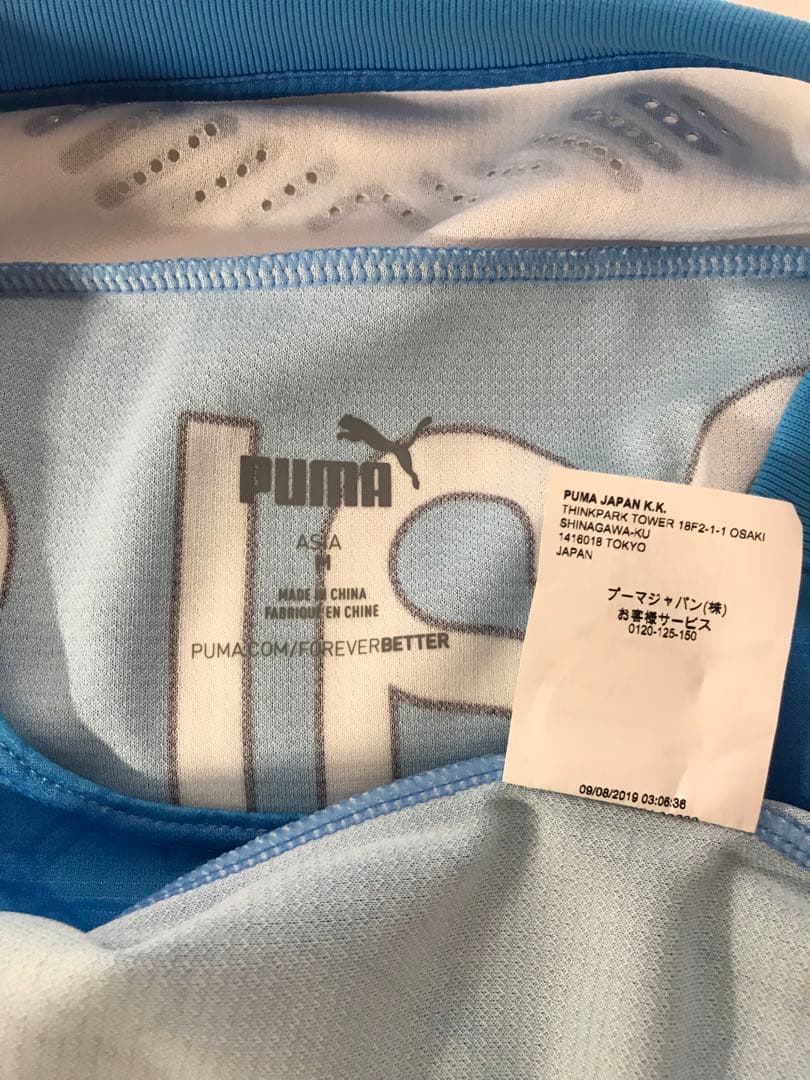 PUMA
ASIA
M
MADE IN CHINA
FABRIQUÉ EN CHINE
PUMA.COM/FOREVERBETTER
PUMA JAPAN K.K.
THINKPARK TOWER 18F2-1-1 OSAKI
SHINAGAWA-KU
1416018 TOKYO
JAPAN
プーマジャパン(株)
お客様サービス
0120-125-150
09/08/2019 03:06:36